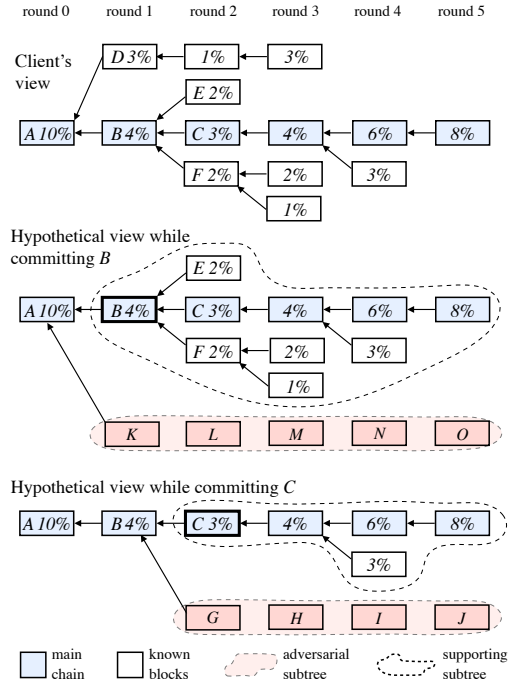 round 0 round 1 round 2 round 3 round 4 round 5
Client's
view
D 3% 1% 3%
E 2%
A 10% B 4% C 3% 4% 6% 8%
F 2% 2% 3%
1%
Hypothetical view while
committing B
E 2%
A 10% B 4% C 3% 4% 6% 8%
F 2% 2% 3%
1%
K L M N O
Hypothetical view while committing C
A 10% B 4% C 3% 4% 6% 8%
3%
G H I J
main
chain
known
blocks
adversarial
subtree
supporting
subtree